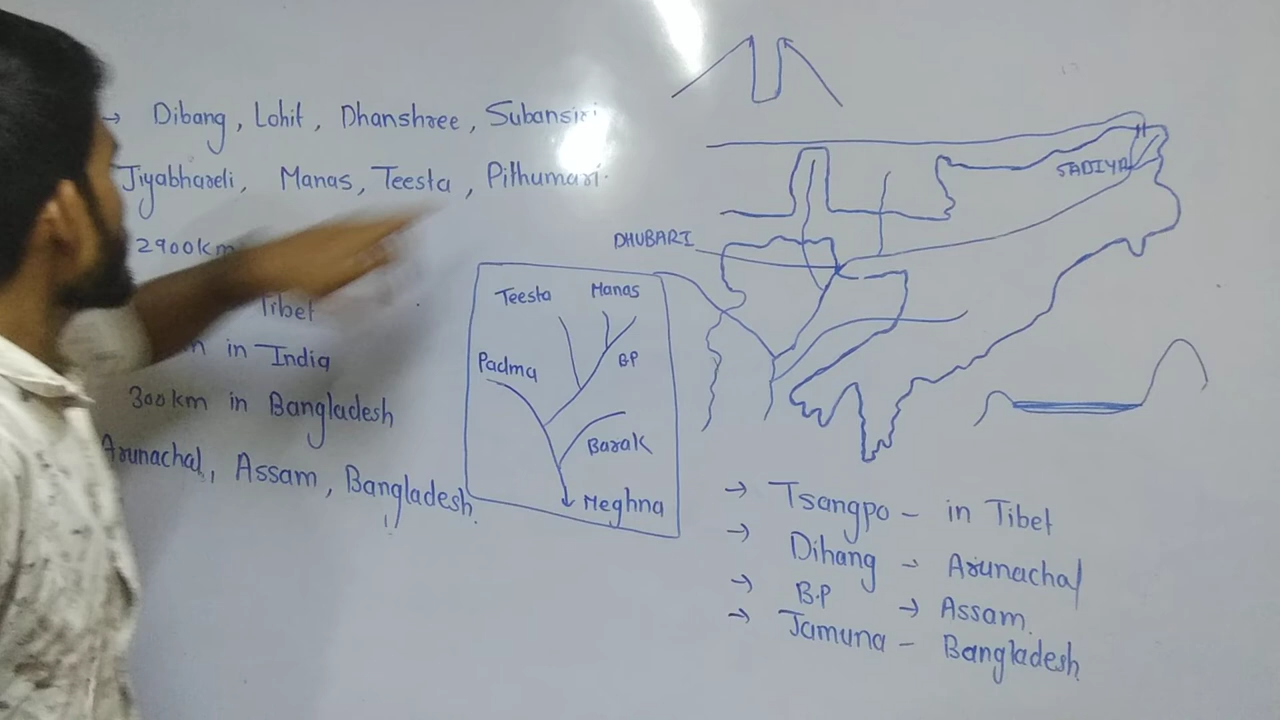 → Dibang, Lohit, Dhanshree, Subansiri
Jiyabhareli, Manas, Teesta, Pithumari.
2900km
Tibet
in India
300km in Bangladesh
Arunachal, Assam, Bangladesh.
DHUBARI
SADIYA
Teesta Manas
Padma BP
Barak
Meghna
→ Tsangpo - in Tibet
→ Dihang - Arunachal
→ B.P → Assam.
→ Jamuna - Bangladesh